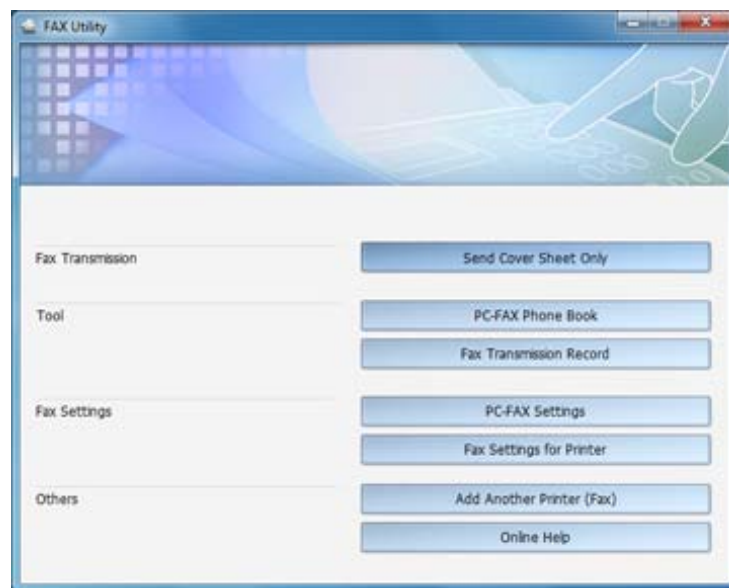 FAX Utility
Fax Transmission
Send Cover Sheet Only
Tool
PC-FAX Phone Book
Fax Transmission Record
Fax Settings
PC-FAX Settings
Fax Settings for Printer
Others
Add Another Printer (Fax)
Online Help